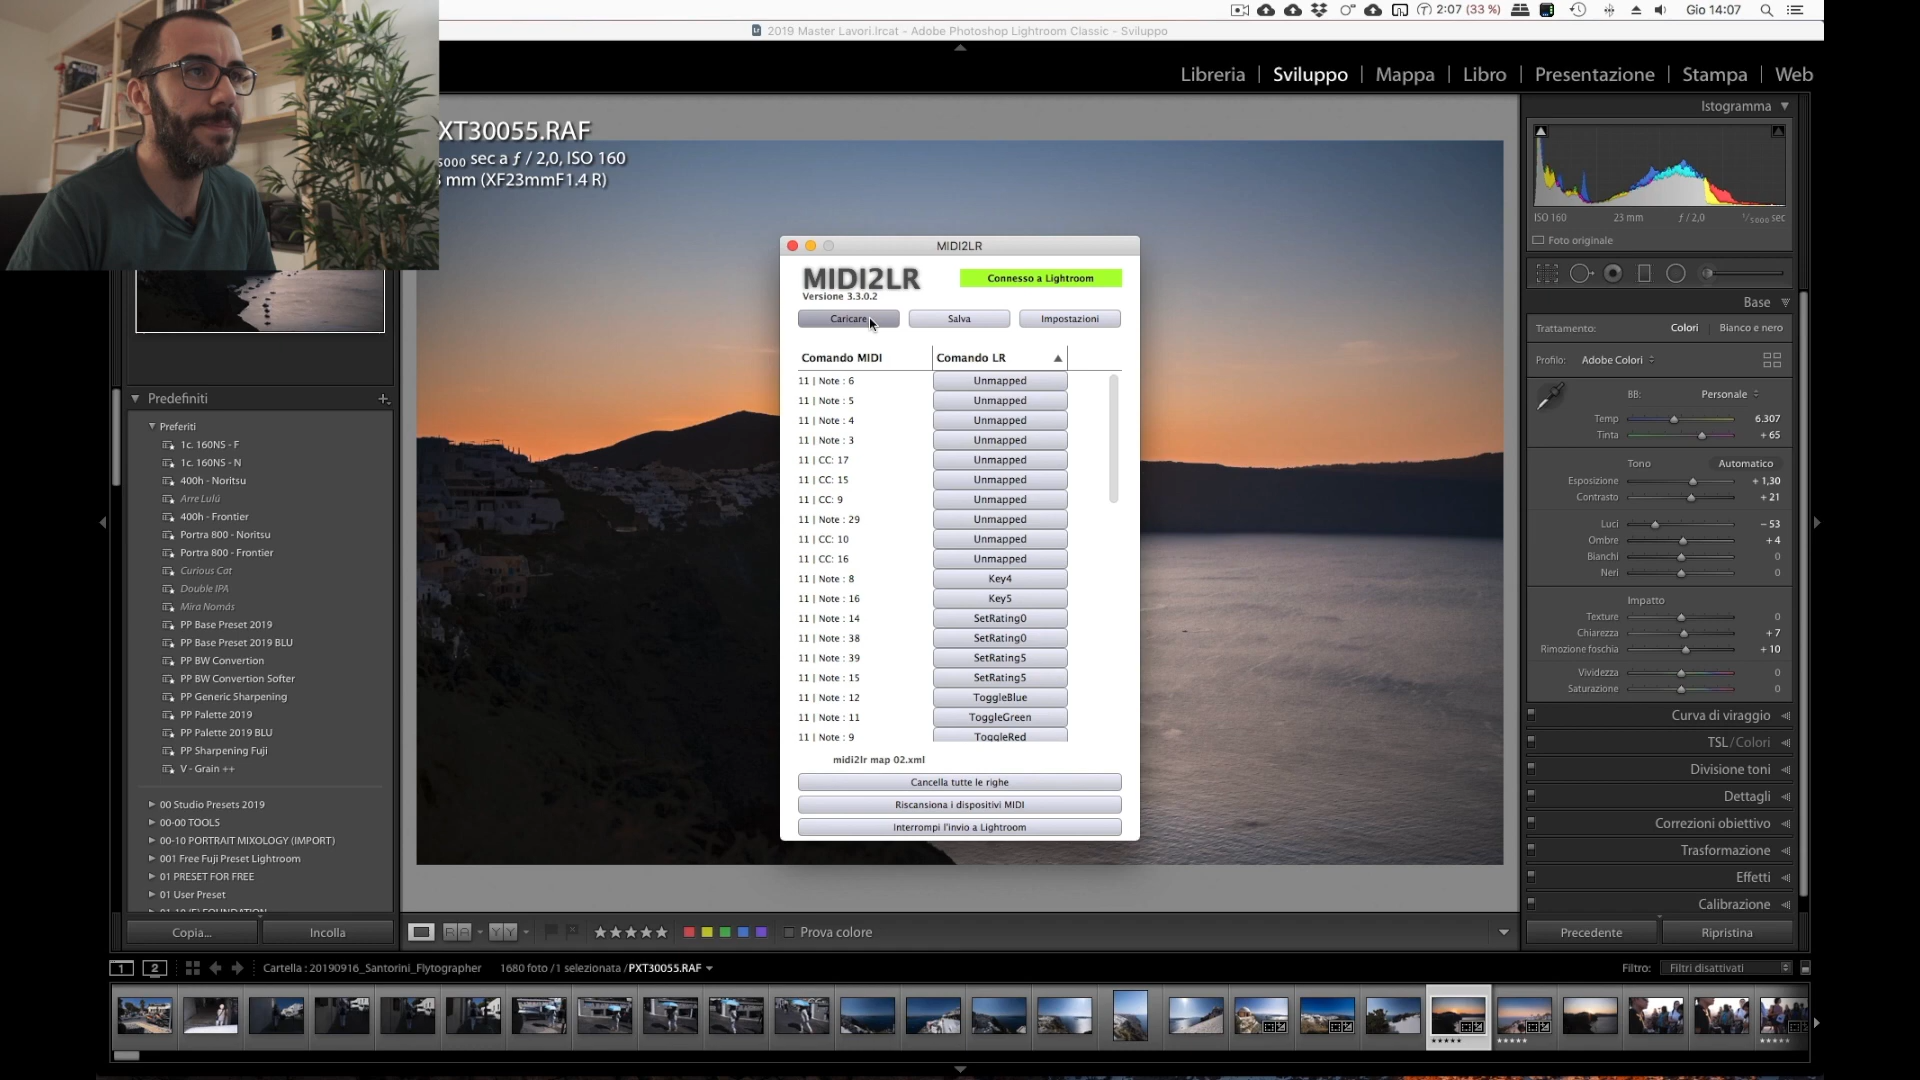 2:07 (33 %)
Gio 14:07
2019 Master Lavori.lrcat - Adobe Photoshop Lightroom Classic - Sviluppo
Libreria | Sviluppo | Mappa | Libro | Presentazione | Stampa | Web
XT30055.RAF
5000 sec a ƒ / 2,0, ISO 160
mm (XF23mmF1.4 R)
Predefiniti
Preferiti
1c. 160NS - F
1c. 160NS - N
400h - Noritsu
Arre Lulú
400h - Frontier
Portra 800 - Noritsu
Portra 800 - Frontier
Curious Cat
Double IPA
Mira Nomás
PP Base Preset 2019
PP Base Preset 2019 BLU
PP BW Convertion
PP BW Convertion Softer
PP Generic Sharpening
PP Palette 2019
PP Palette 2019 BLU
PP Sharpening Fuji
V - Grain ++
00 Studio Presets 2019
00-00 TOOLS
00-10 PORTRAIT MIXOLOGY (IMPORT)
001 Free Fuji Preset Lightroom
01 PRESET FOR FREE
01 User Preset
Copia...
Incolla
MIDI2LR
MIDI2LR
Connesso a Lightroom
Versione 3.3.0.2
Caricare
Salva
Impostazioni
Comando MIDI
Comando LR
11 | Note : 6 Unmapped
11 | Note : 5 Unmapped
11 | Note : 4 Unmapped
11 | Note : 3 Unmapped
11 | CC: 17 Unmapped
11 | CC: 15 Unmapped
11 | CC: 9 Unmapped
11 | Note : 29 Unmapped
11 | CC: 10 Unmapped
11 | CC: 16 Unmapped
11 | Note : 8 Key4
11 | Note : 16 Key5
11 | Note : 14 SetRating0
11 | Note : 38 SetRating0
11 | Note : 39 SetRating5
11 | Note : 15 SetRating5
11 | Note : 12 ToggleBlue
11 | Note : 11 ToggleGreen
11 | Note : 9 ToggleRed
midi2lr map 02.xml
Cancella tutte le righe
Riscansiona i dispositivi MIDI
Interrompi l'invio a Lightroom
Istogramma
ISO 160 23 mm ƒ / 2,0 1/5000 sec
Foto originale
Base
Trattamento: Colori Bianco e nero
Profilo: Adobe Colori
BB: Personale
Temp 6.307
Tinta + 65
Tono Automatico
Esposizione + 1,30
Contrasto + 21
Luci − 53
Ombre + 4
Bianchi 0
Neri 0
Impatto
Texture 0
Chiarezza + 7
Rimozione foschia + 10
Vividezza 0
Saturazione 0
Curva di viraggio
TSL / Colori
Divisione toni
Dettagli
Correzioni obiettivo
Trasformazione
Effetti
Calibrazione
Precedente
Ripristina
R A
Y Y
Prova colore
1 2
Cartella : 20190916_Santorini_Flytographer
1680 foto / 1 selezionata / PXT30055.RAF
Filtro: Filtri disattivati